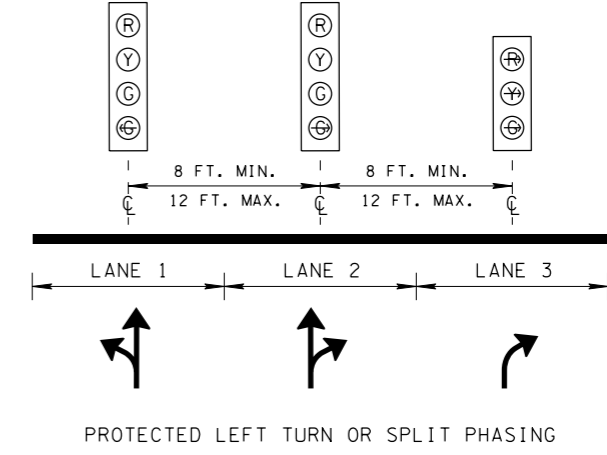 R R
Y Y R
G G Y
G G G
8 FT. MIN. 8 FT. MIN.
12 FT. MAX. 12 FT. MAX.
CL CL CL
LANE 1 LANE 2 LANE 3
PROTECTED LEFT TURN OR SPLIT PHASING